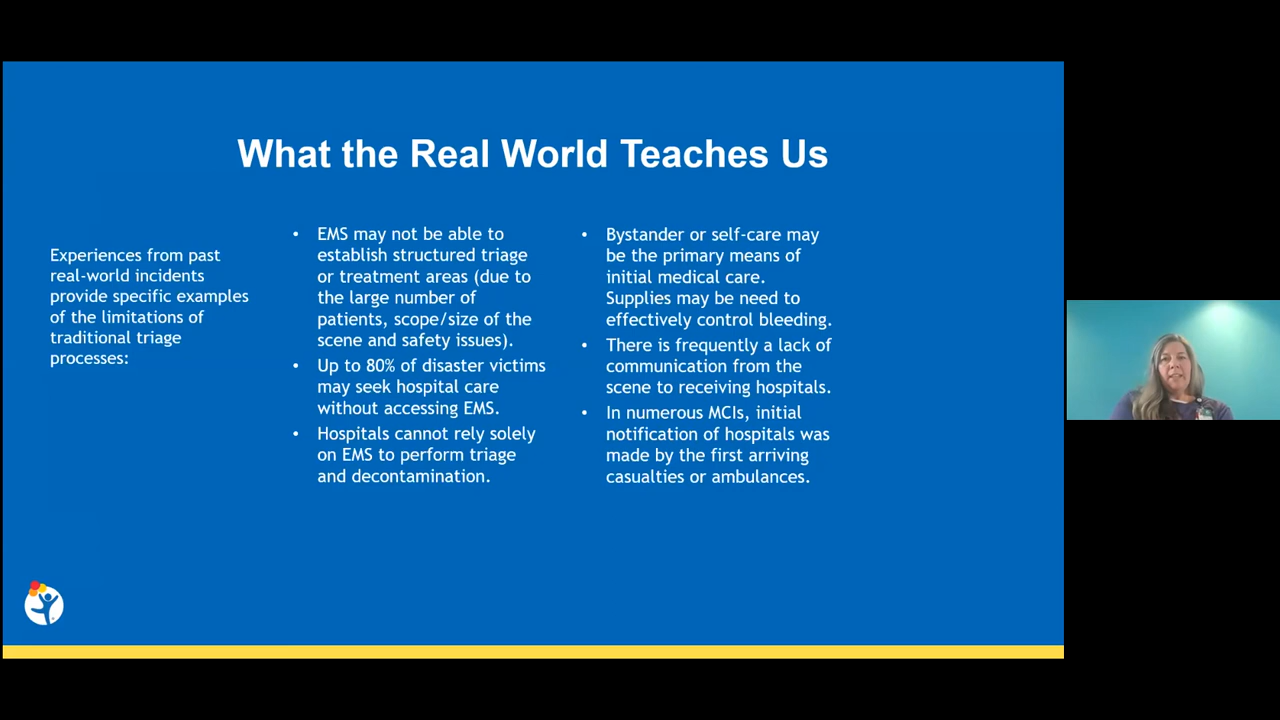 What the Real World Teaches Us
Experiences from past
real-world incidents
provide specific examples
of the limitations of
traditional triage
processes:
• EMS may not be able to
establish structured triage
or treatment areas (due to
the large number of
patients, scope/size of the
scene and safety issues).
• Up to 80% of disaster victims
may seek hospital care
without accessing EMS.
• Hospitals cannot rely solely
on EMS to perform triage
and decontamination.
• Bystander or self-care may
be the primary means of
initial medical care.
Supplies may be need to
effectively control bleeding.
• There is frequently a lack of
communication from the
scene to receiving hospitals.
• In numerous MCIs, initial
notification of hospitals was
made by the first arriving
casualties or ambulances.